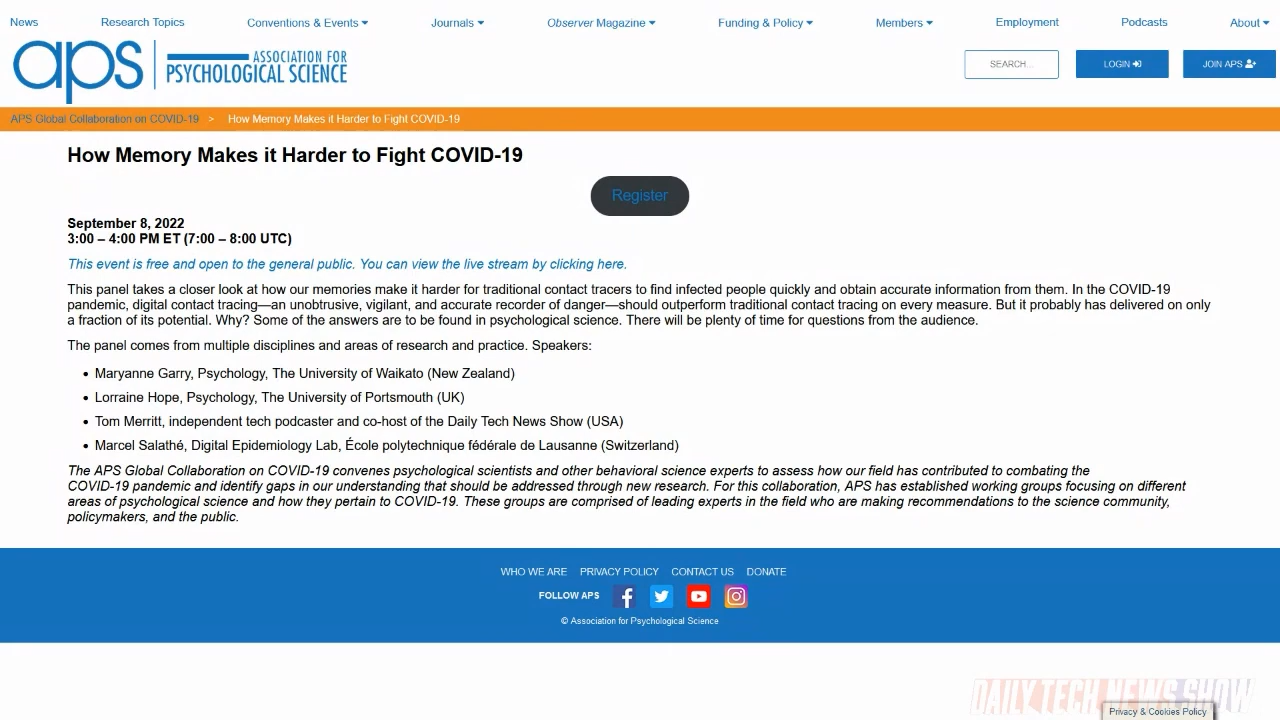 News Research Topics Conventions & Events Journals Observer Magazine Funding & Policy Members Employment Podcasts About
aps ASSOCIATION FOR
PSYCHOLOGICAL SCIENCE
SEARCH... LOGIN JOIN APS
APS Global Collaboration on COVID-19 > How Memory Makes it Harder to Fight COVID-19
How Memory Makes it Harder to Fight COVID-19
Register
September 8, 2022
3:00 – 4:00 PM ET (7:00 – 8:00 UTC)
This event is free and open to the general public. You can view the live stream by clicking here.
This panel takes a closer look at how our memories make it harder for traditional contact tracers to find infected people quickly and obtain accurate information from them. In the COVID-19
pandemic, digital contact tracing—an unobtrusive, vigilant, and accurate recorder of danger—should outperform traditional contact tracing on every measure. But it probably has delivered on only
a fraction of its potential. Why? Some of the answers are to be found in psychological science. There will be plenty of time for questions from the audience.
The panel comes from multiple disciplines and areas of research and practice. Speakers:
• Maryanne Garry, Psychology, The University of Waikato (New Zealand)
• Lorraine Hope, Psychology, The University of Portsmouth (UK)
• Tom Merritt, independent tech podcaster and co-host of the Daily Tech News Show (USA)
• Marcel Salathé, Digital Epidemiology Lab, École polytechnique fédérale de Lausanne (Switzerland)
The APS Global Collaboration on COVID-19 convenes psychological scientists and other behavioral science experts to assess how our field has contributed to combating the
COVID-19 pandemic and identify gaps in our understanding that should be addressed through new research. For this collaboration, APS has established working groups focusing on different
areas of psychological science and how they pertain to COVID-19. These groups are comprised of leading experts in the field who are making recommendations to the science community,
policymakers, and the public.
WHO WE ARE PRIVACY POLICY CONTACT US DONATE
FOLLOW APS
© Association for Psychological Science
DAILY TECH NEWS SHOW
Privacy & Cookies Policy